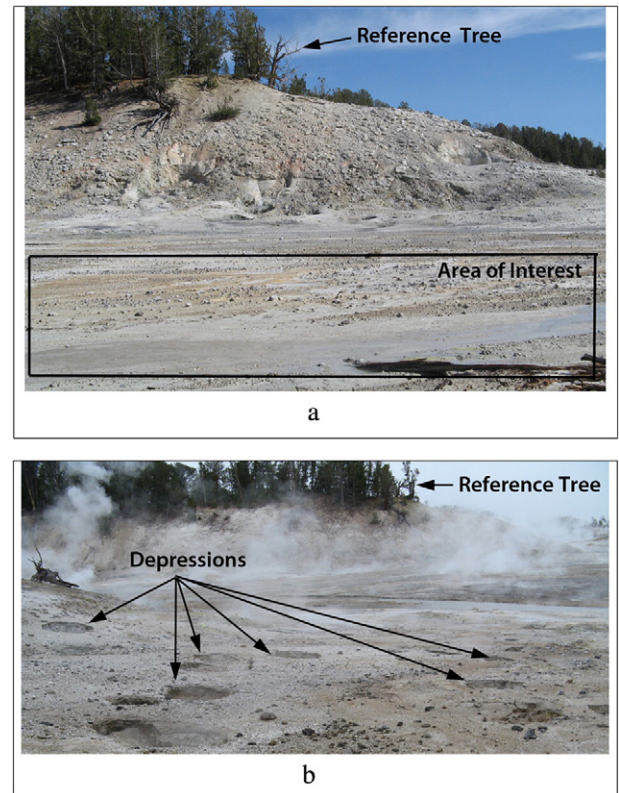 Reference Tree
Area of Interest
a
Reference Tree
Depressions
b